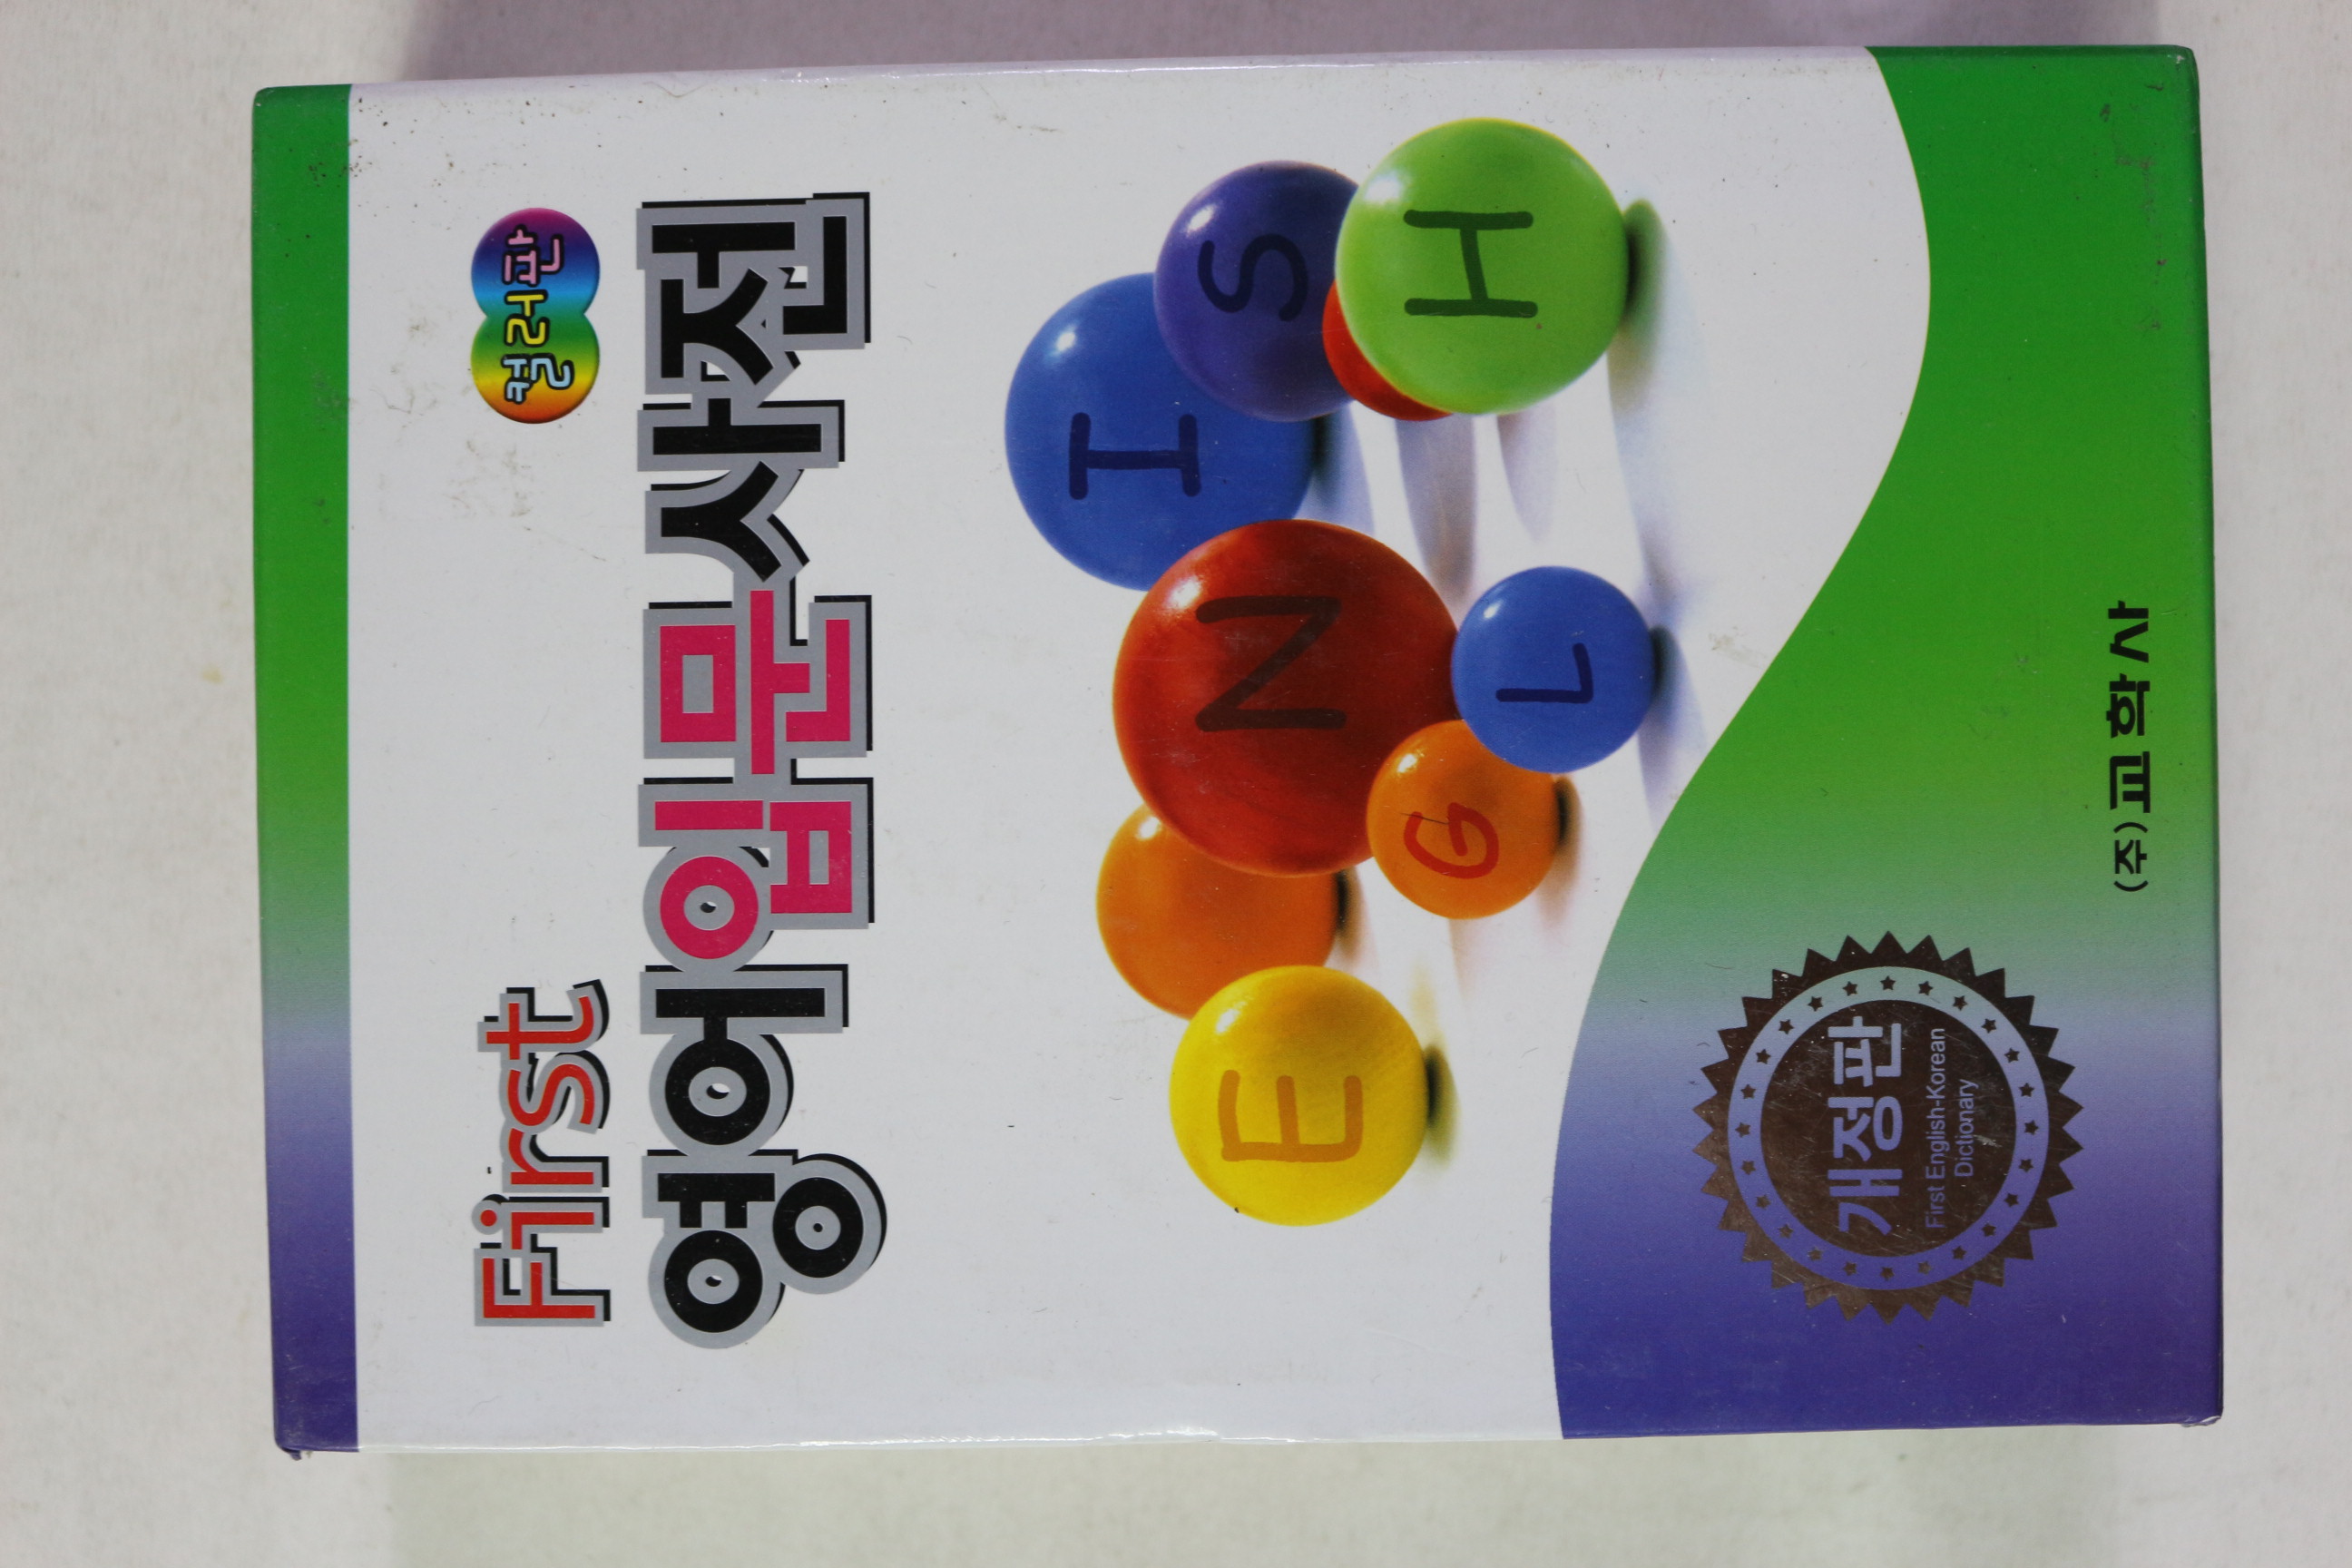 First 컬러판
영어입문사전
I S H
E N G L
개정판
First English-Korean
Dictionary
(주)교학사